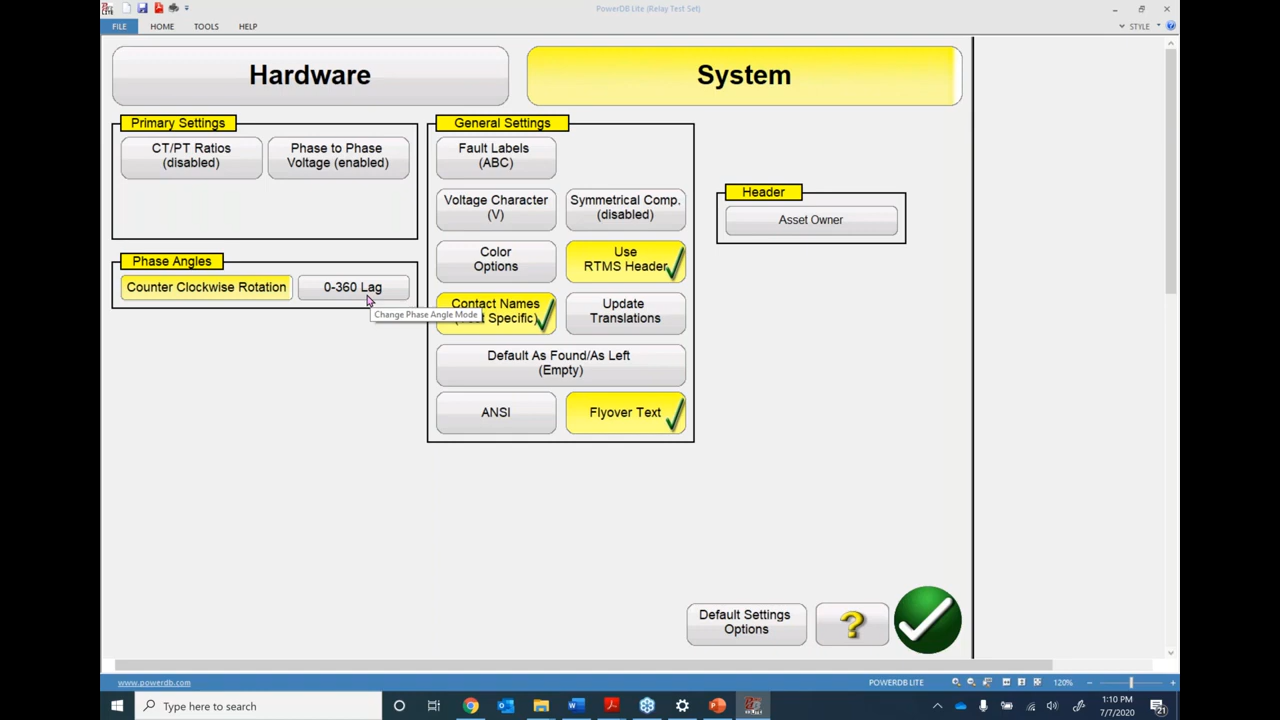 PowerDB Lite (Relay Test Set)
FILE
HOME
TOOLS
HELP
STYLE
Hardware
System
Primary Settings
CT/PT Ratios
(disabled)
Phase to Phase
Voltage (enabled)
Phase Angles
Counter Clockwise Rotation
0-360 Lag
Change Phase Angle Mode
General Settings
Fault Labels
(ABC)
Voltage Character
(V)
Symmetrical Comp.
(disabled)
Color
Options
Use
RTMS Header
Contact Names
Specific)
Update
Translations
Default As Found/As Left
(Empty)
ANSI
Flyover Text
Header
Asset Owner
Default Settings
Options
?
www.powerdb.com
POWERDB LITE
120%
Type here to search
1:10 PM
7/7/2020
21